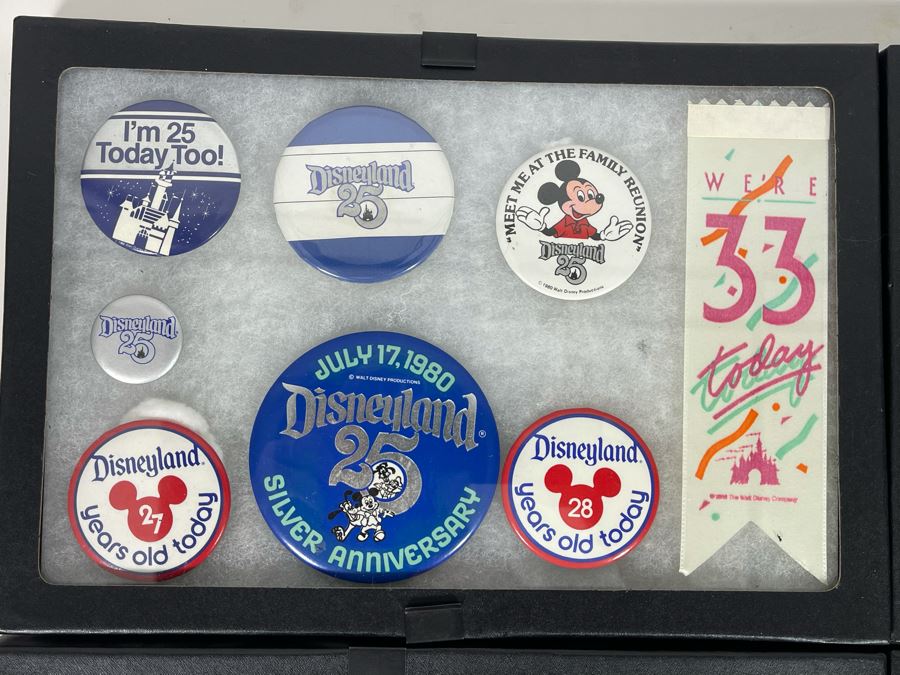 I'm 25
Today Too!
Disneyland
25
"MEET ME AT THE FAMILY REUNION"
Disneyland
25
© 1980 Walt Disney Productions
WE'RE
33
today
Disneyland
25
JULY 17, 1980
© WALT DISNEY PRODUCTIONS
Disneyland®
25
SILVER ANNIVERSARY
Disneyland®
27
years old today
Disneyland®
28
years old today
The Walt Disney Company